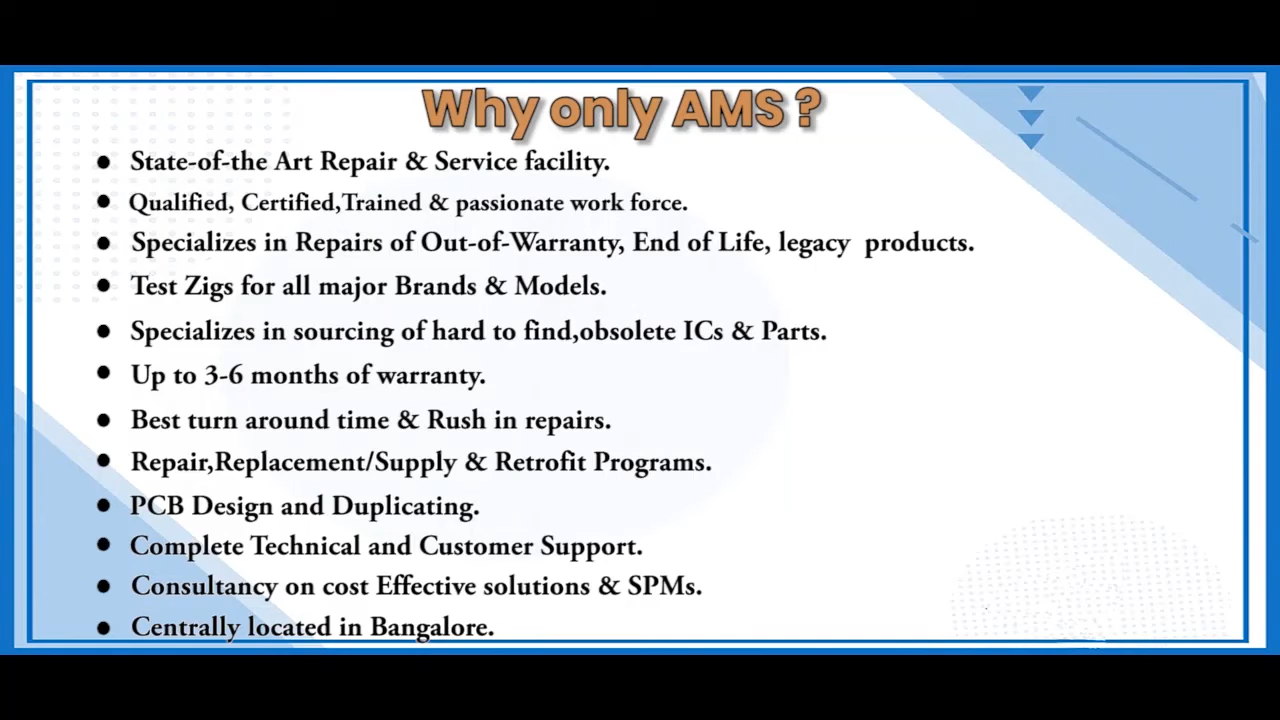 Why only AMS ?
● State-of-the Art Repair & Service facility.
● Qualified, Certified,Trained & passionate work force.
● Specializes in Repairs of Out-of-Warranty, End of Life, legacy products.
● Test Zigs for all major Brands & Models.
● Specializes in sourcing of hard to find,obsolete ICs & Parts.
● Up to 3-6 months of warranty.
● Best turn around time & Rush in repairs.
● Repair,Replacement/Supply & Retrofit Programs.
● PCB Design and Duplicating.
● Complete Technical and Customer Support.
● Consultancy on cost Effective solutions & SPMs.
● Centrally located in Bangalore.